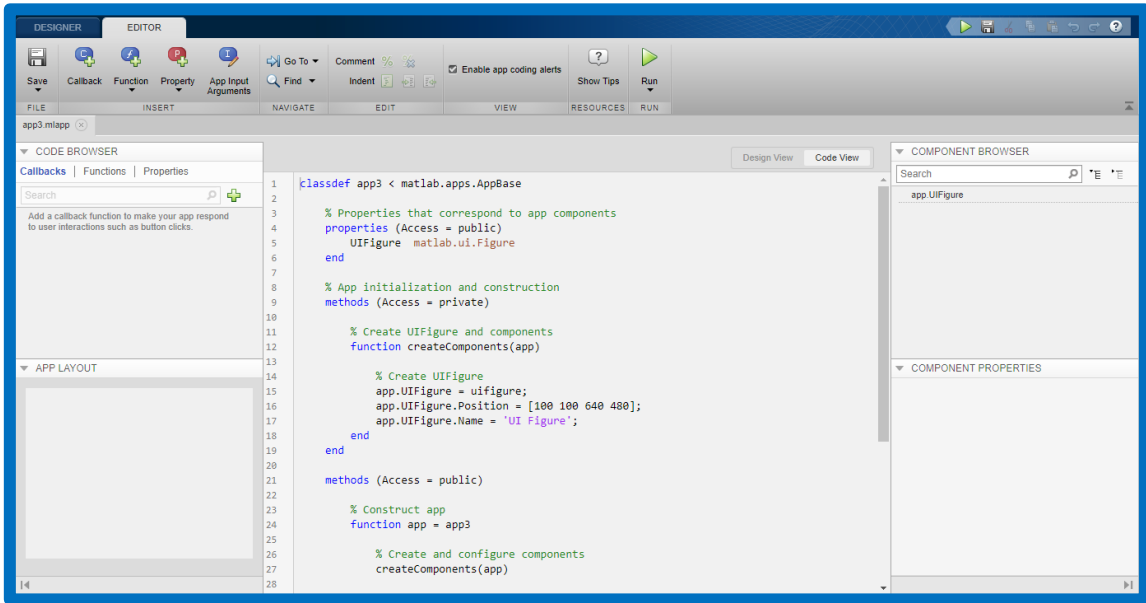 DESIGNER EDITOR
Save Callback Function Property App Input Arguments
Go To
Find
Comment
Indent
Enable app coding alerts
Show Tips
Run
FILE INSERT NAVIGATE EDIT VIEW RESOURCES RUN
app3.mlapp
CODE BROWSER
Callbacks | Functions | Properties
Search
Add a callback function to make your app respond
to user interactions such as button clicks.
APP LAYOUT
Design View Code View
1 classdef app3 < matlab.apps.AppBase
2
3 % Properties that correspond to app components
4 properties (Access = public)
5 UIFigure matlab.ui.Figure
6 end
7
8 % App initialization and construction
9 methods (Access = private)
10
11 % Create UIFigure and components
12 function createComponents(app)
13
14 % Create UIFigure
15 app.UIFigure = uifigure;
16 app.UIFigure.Position = [100 100 640 480];
17 app.UIFigure.Name = 'UI Figure';
18 end
19 end
20
21 methods (Access = public)
22
23 % Construct app
24 function app = app3
25
26 % Create and configure components
27 createComponents(app)
28
COMPONENT BROWSER
Search
app.UIFigure
COMPONENT PROPERTIES